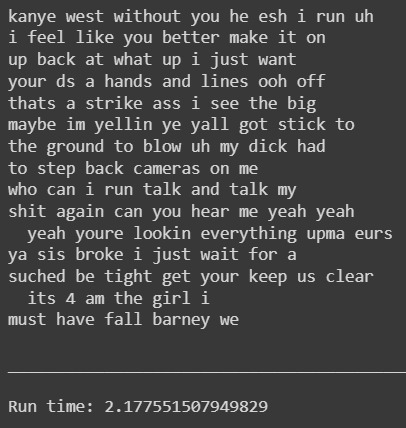 kanye west without you he esh i run uh
i feel like you better make it on
up back at what up i just want
your ds a hands and lines ooh off
thats a strike ass i see the big
maybe im yellin ye yall got stick to
the ground to blow uh my dick had
to step back cameras on me
who can i run talk and talk my
shit again can you hear me yeah yeah
  yeah youre lookin everything upma eurs
ya sis broke i just wait for a
suched be tight get your keep us clear
  its 4 am the girl i
must have fall barney we
Run time: 2.177551507949829